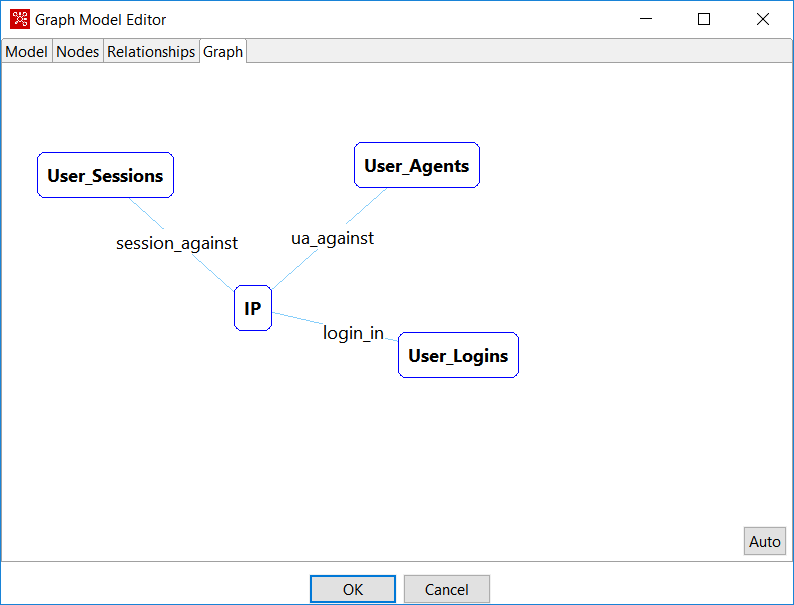 Graph Model Editor
Model Nodes Relationships Graph
User_Sessions
User_Agents
session_against
ua_against
IP
login_in
User_Logins
Auto
OK Cancel